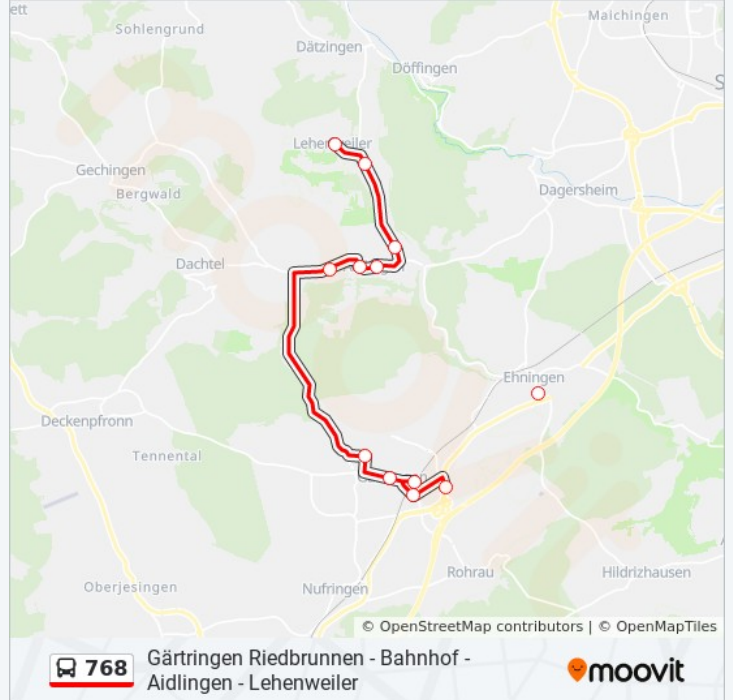 ett
Sohlengrund
Maichingen
Dätzingen
Döffingen
S
Lehenweiler
Gechingen
Bergwald
Dagersheim
Dachtel
Ehningen
Deckenpfronn
Tennental
Oberjesingen
Nufringen
Rohrau
Hildrizhausen
© OpenStreetMap contributors | © OpenMapTiles
768
Gärtringen Riedbrunnen - Bahnhof -
Aidlingen - Lehenweiler
moovit